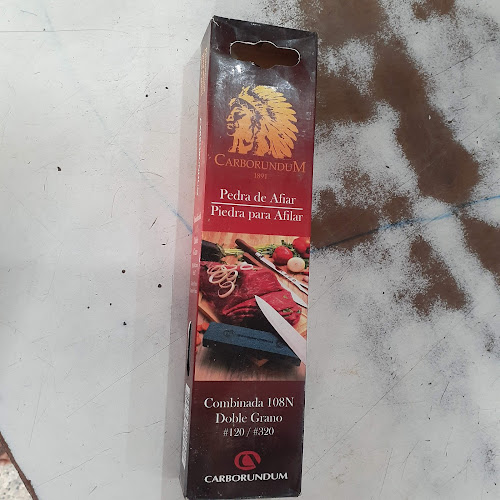 CARBORUNDUM
1891
Pedra de Afiar
Piedra para Afilar
Combinada 108N
Doble Grano
#120 / #320
CARBORUNDUM